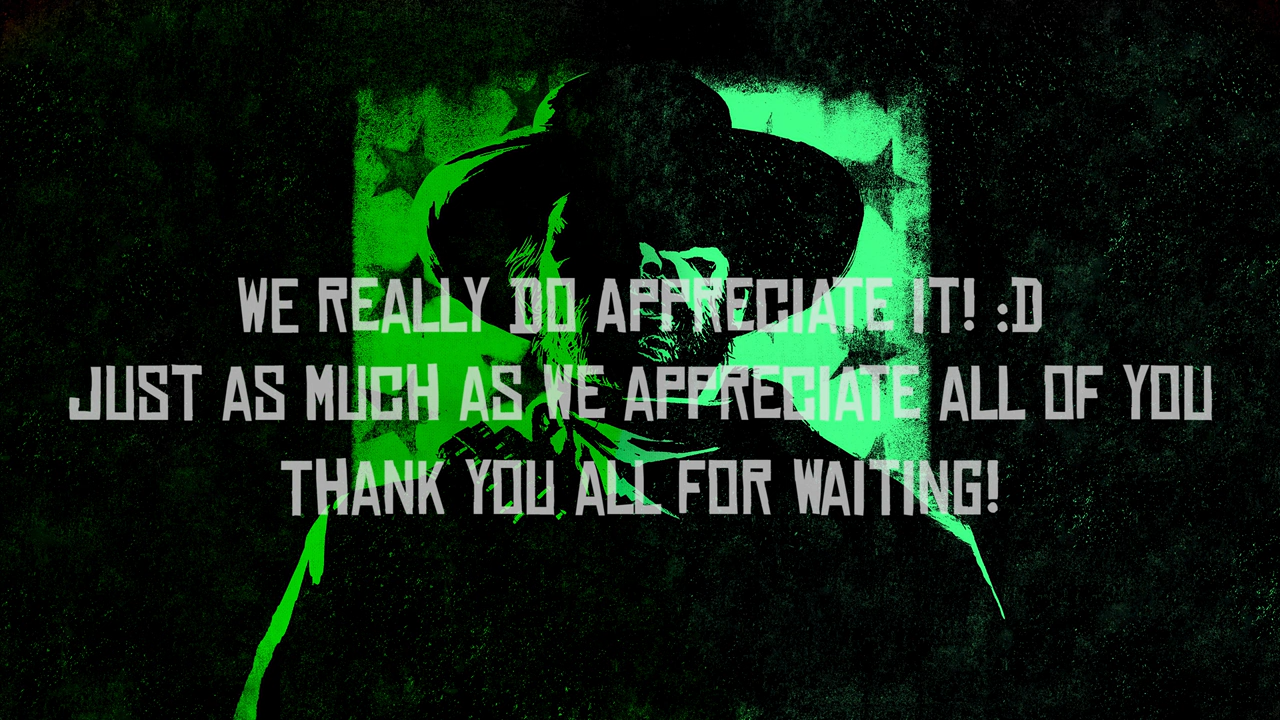 WE REALLY DO APPRECIATE IT! :D
JUST AS MUCH AS WE APPRECIATE ALL OF YOU
THANK YOU ALL FOR WAITING!